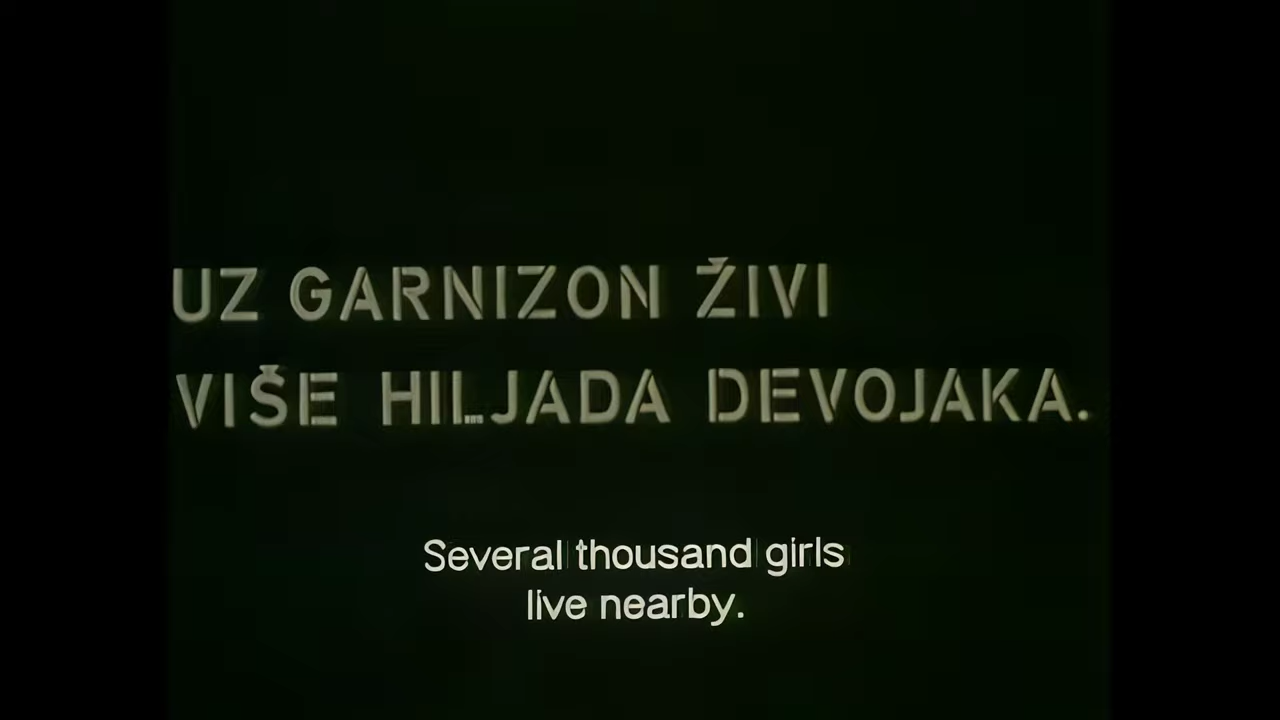 UZ GARNIZON ŽIVI
VIŠE HILJADA DEVOJAKA.
Several thousand girls
live nearby.